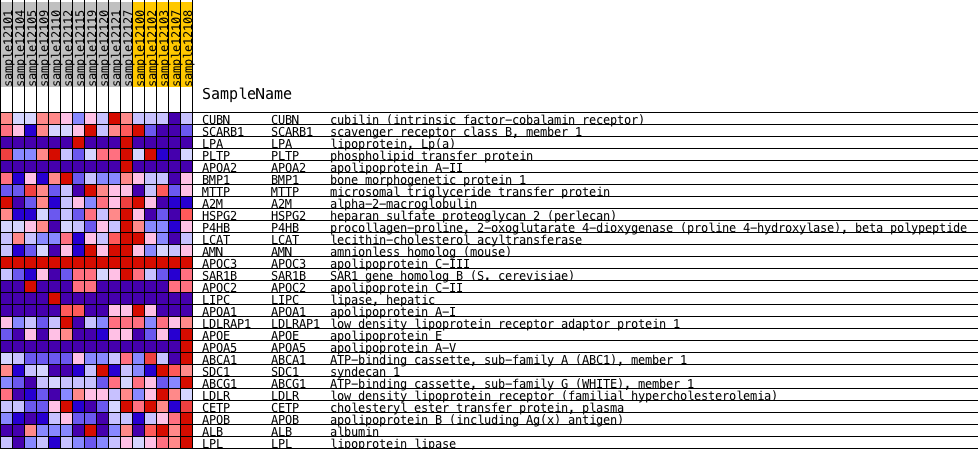 sample12101
sample12104
sample12105
sample12109
sample12110
sample12112
sample12115
sample12119
sample12120
sample12121
sample12127
sample12100
sample12102
sample12103
sample12107
sample12108
SampleName
CUBN CUBN cubilin (intrinsic factor-cobalamin receptor)
SCARB1 SCARB1 scavenger receptor class B, member 1
LPA LPA lipoprotein, Lp(a)
PLTP PLTP phospholipid transfer protein
APOA2 APOA2 apolipoprotein A-II
BMP1 BMP1 bone morphogenetic protein 1
MTTP MTTP microsomal triglyceride transfer protein
A2M A2M alpha-2-macroglobulin
HSPG2 HSPG2 heparan sulfate proteoglycan 2 (perlecan)
P4HB P4HB procollagen-proline, 2-oxoglutarate 4-dioxygenase (proline 4-hydroxylase), beta polypeptide
LCAT LCAT lecithin-cholesterol acyltransferase
AMN AMN amnionless homolog (mouse)
APOC3 APOC3 apolipoprotein C-III
SAR1B SAR1B SAR1 gene homolog B (S. cerevisiae)
APOC2 APOC2 apolipoprotein C-II
LIPC LIPC lipase, hepatic
APOA1 APOA1 apolipoprotein A-I
LDLRAP1 LDLRAP1 low density lipoprotein receptor adaptor protein 1
APOE APOE apolipoprotein E
APOA5 APOA5 apolipoprotein A-V
ABCA1 ABCA1 ATP-binding cassette, sub-family A (ABC1), member 1
SDC1 SDC1 syndecan 1
ABCG1 ABCG1 ATP-binding cassette, sub-family G (WHITE), member 1
LDLR LDLR low density lipoprotein receptor (familial hypercholesterolemia)
CETP CETP cholesteryl ester transfer protein, plasma
APOB APOB apolipoprotein B (including Ag(x) antigen)
ALB ALB albumin
LPL LPL lipoprotein lipase